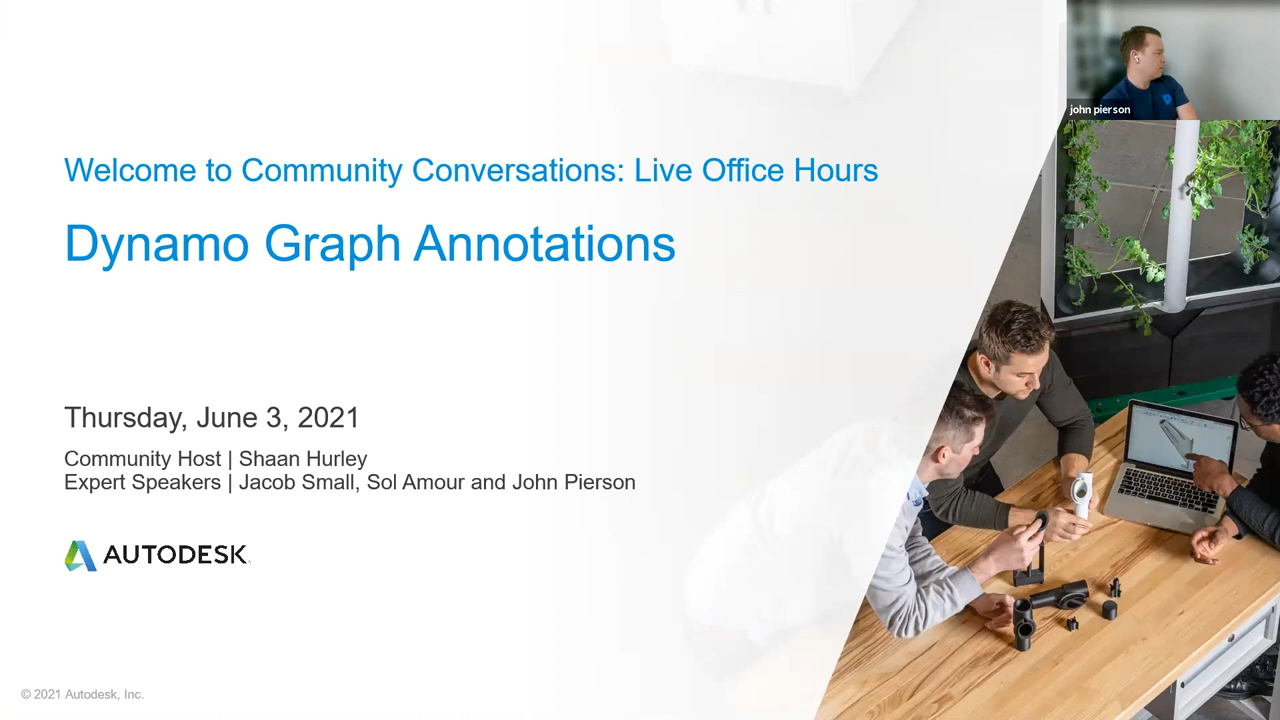 john pierson
Welcome to Community Conversations: Live Office Hours
Dynamo Graph Annotations
Thursday, June 3, 2021
Community Host | Shaan Hurley
Expert Speakers | Jacob Small, Sol Amour and John Pierson
AUTODESK
© 2021 Autodesk, Inc.